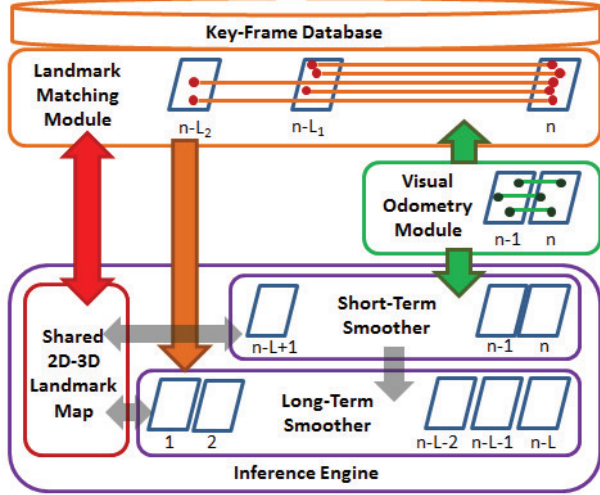 Key-Frame Database
Landmark
Matching
Module
n-L2
n-L1
n
Visual
Odometry
Module
n-1
n
Shared
2D-3D
Landmark
Map
n-L+1
Short-Term
Smoother
n-1
n
1
2
Long-Term
Smoother
n-L-2
n-L-1
n-L
Inference Engine